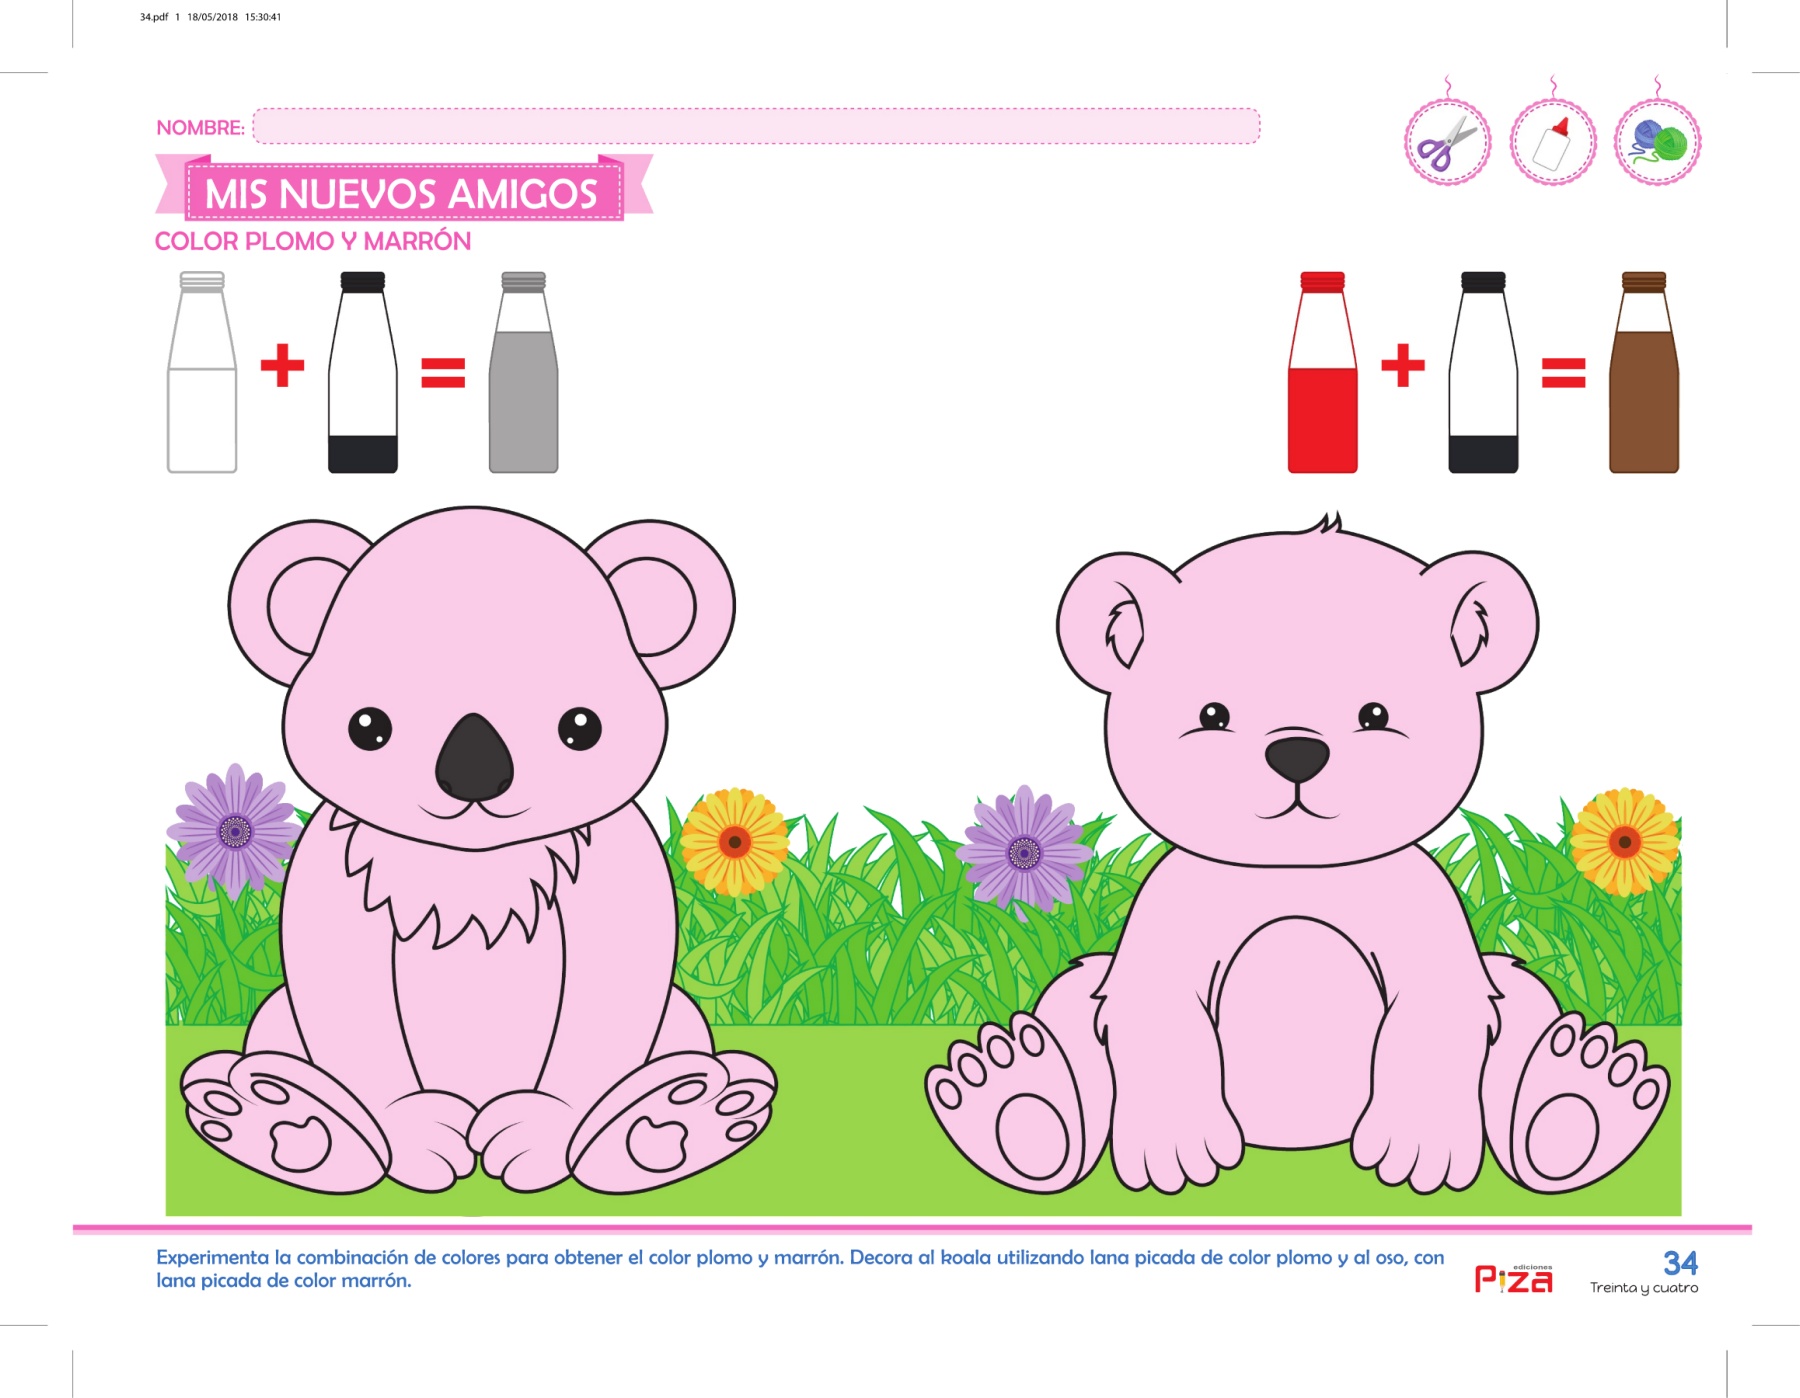 34.pdf 1 18/05/2018 15:30:41
NOMBRE:
MIS NUEVOS AMIGOS
COLOR PLOMO Y MARRÓN
+ =
+ =
Experimenta la combinación de colores para obtener el color plomo y marrón. Decora al koala utilizando lana picada de color plomo y al oso, con
lana picada de color marrón.
ediciones
Piza
34
Treinta y cuatro